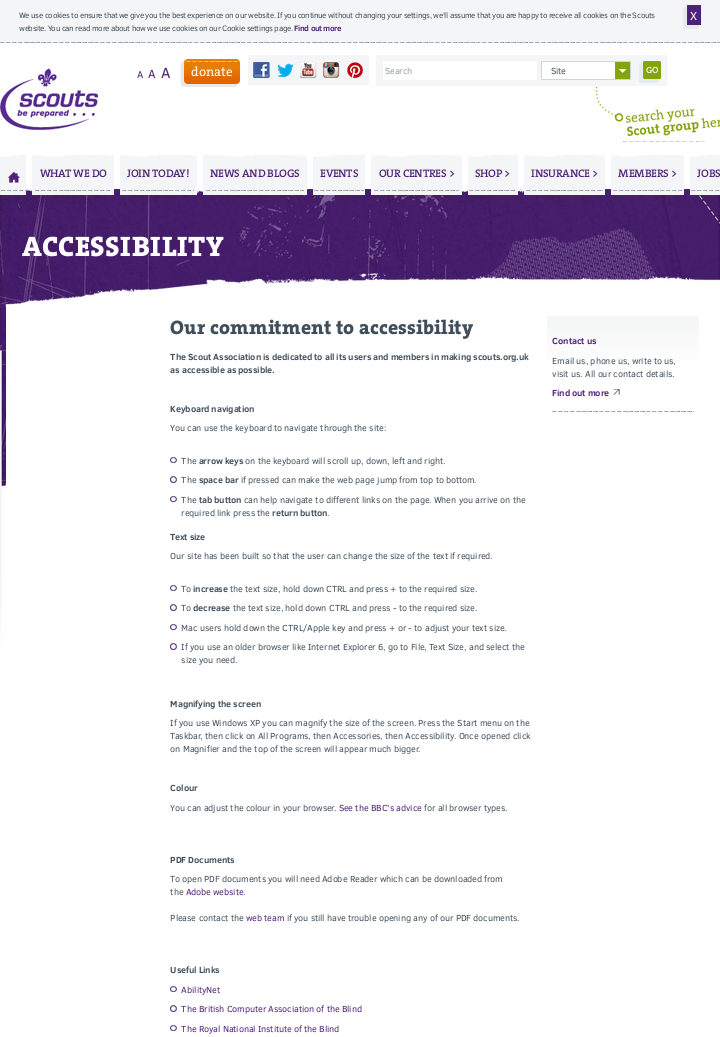 We use cookies to ensure that we give you the best experience on our website. If you continue without changing your settings, we'll assume that you are happy to receive all cookies on the Scouts
website. You can read more about how we use cookies on our Cookie settings page. Find out more
X
scouts
be prepared . . .
A A A
donate
Search
Site
GO
search your
Scout group her
WHAT WE DO
JOIN TODAY!
NEWS AND BLOGS
EVENTS
OUR CENTRES >
SHOP >
INSURANCE >
MEMBERS >
JOBS
ACCESSIBILITY
Our commitment to accessibility
The Scout Association is dedicated to all its users and members in making scouts.org.uk
as accessible as possible.
Keyboard navigation
You can use the keyboard to navigate through the site:
The arrow keys on the keyboard will scroll up, down, left and right.
The space bar if pressed can make the web page jump from top to bottom.
The tab button can help navigate to different links on the page. When you arrive on the
required link press the return button.
Text size
Our site has been built so that the user can change the size of the text if required.
To increase the text size, hold down CTRL and press + to the required size.
To decrease the text size, hold down CTRL and press - to the required size.
Mac users hold down the CTRL/Apple key and press + or - to adjust your text size.
If you use an older browser like Internet Explorer 6, go to File, Text Size, and select the
size you need.
Magnifying the screen
If you use Windows XP you can magnify the size of the screen. Press the Start menu on the
Taskbar, then click on All Programs, then Accessories, then Accessibility. Once opened click
on Magnifier and the top of the screen will appear much bigger.
Colour
You can adjust the colour in your browser. See the BBC's advice for all browser types.
PDF Documents
To open PDF documents you will need Adobe Reader which can be downloaded from
the Adobe website.
Please contact the web team if you still have trouble opening any of our PDF documents.
Useful Links
AbilityNet
The British Computer Association of the Blind
The Royal National Institute of the Blind
Contact us
Email us, phone us, write to us,
visit us. All our contact details.
Find out more